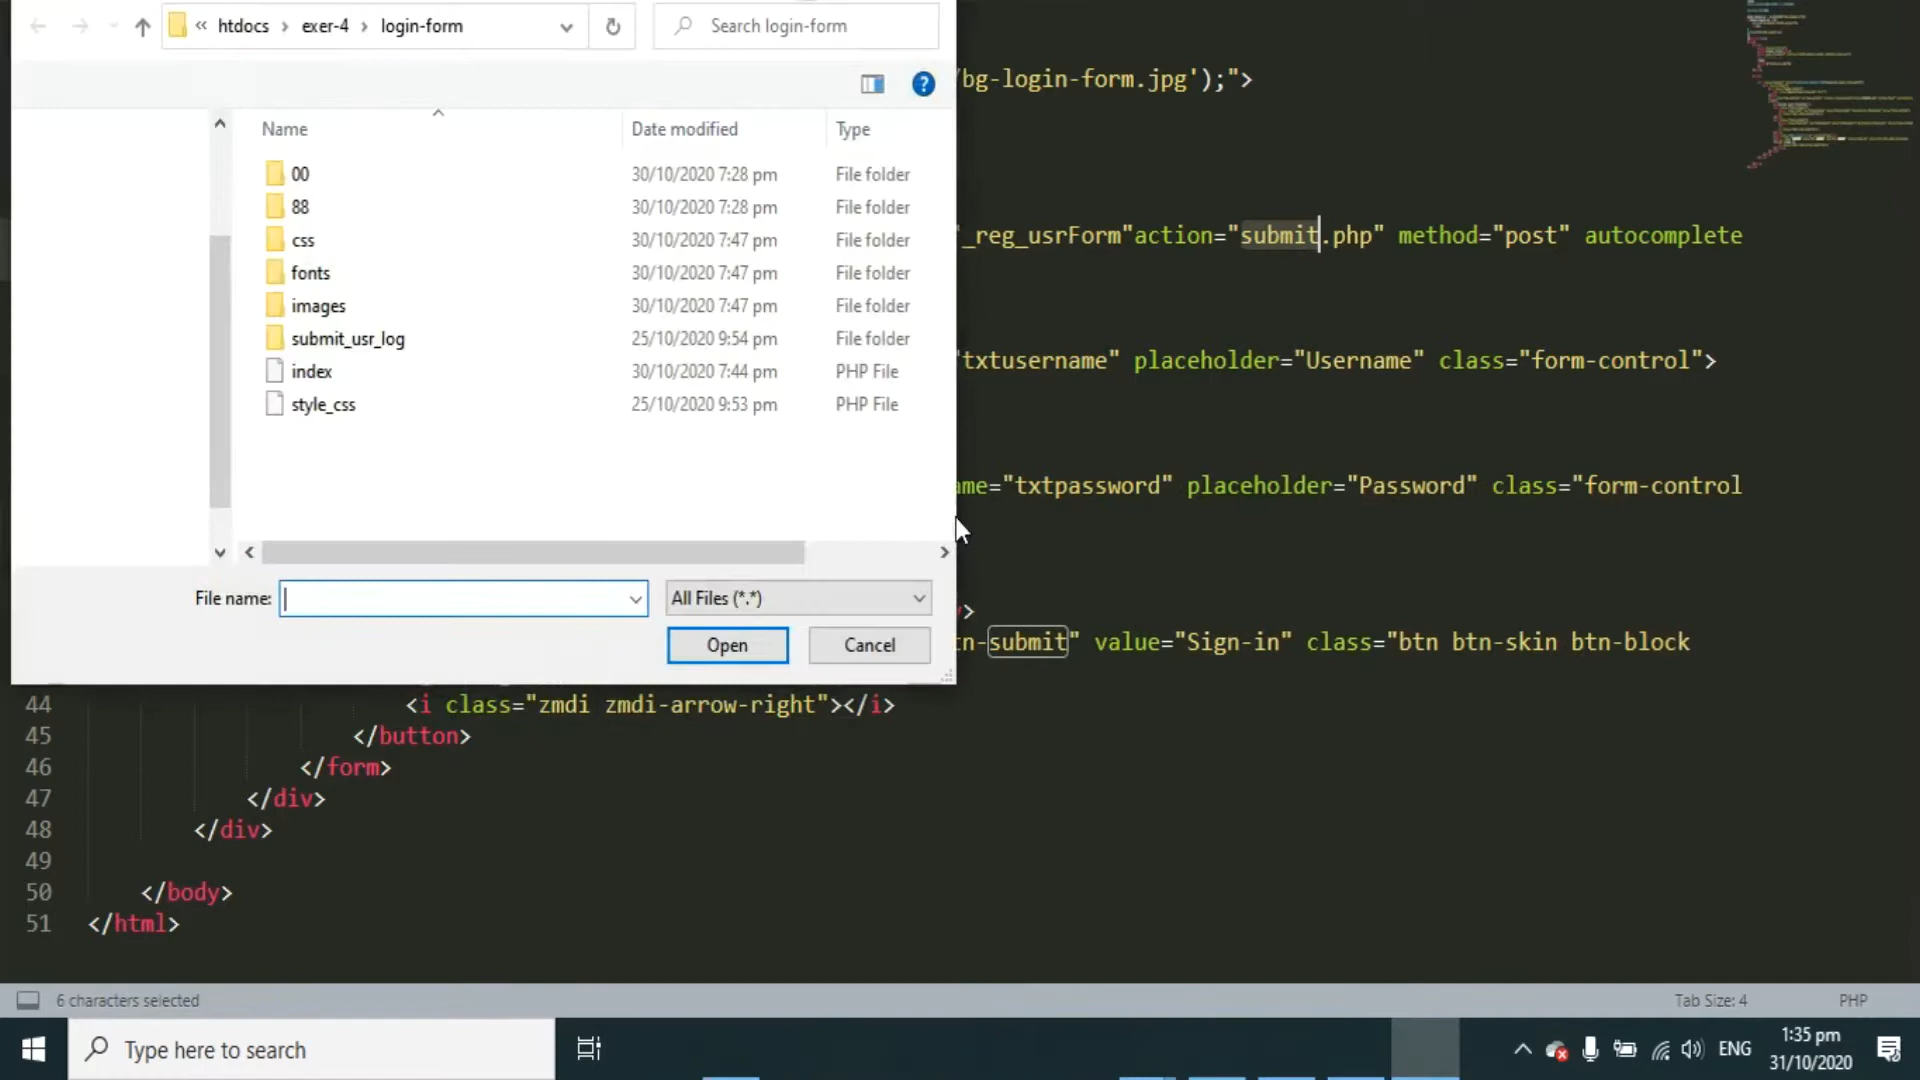 « htdocs › exer-4 › login-form
Search login-form
?
Name Date modified Type
00 30/10/2020 7:28 pm File folder
88 30/10/2020 7:28 pm File folder
css 30/10/2020 7:47 pm File folder
fonts 30/10/2020 7:47 pm File folder
images 30/10/2020 7:47 pm File folder
submit_usr_log 25/10/2020 9:54 pm File folder
index 30/10/2020 7:44 pm PHP File
style_css 25/10/2020 9:53 pm PHP File
File name: All Files (*.*)
Open Cancel
/bg-login-form.jpg');">
_reg_usrForm"action="submit.php" method="post" autocomplete
"txtusername" placeholder="Username" class="form-control">
me="txtpassword" placeholder="Password" class="form-control
>
tn-submit" value="Sign-in" class="btn btn-skin btn-block
44 <i class="zmdi zmdi-arrow-right"></i>
45 </button>
46 </form>
47 </div>
48 </div>
49
50 </body>
51 </html>
6 characters selected Tab Size: 4 PHP
Type here to search
ENG
1:35 pm
31/10/2020